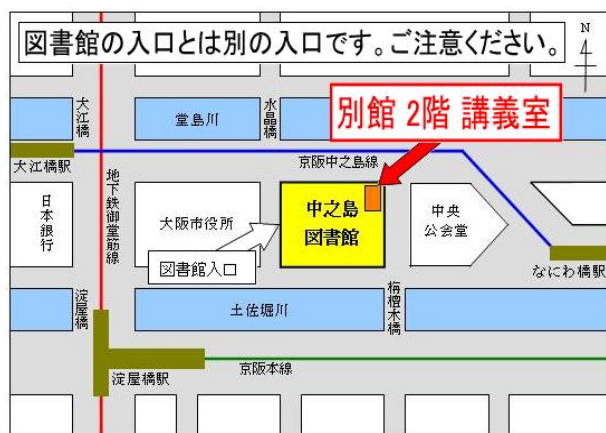 図書館の入口とは別の入口です。ご注意ください。
N
大江橋
堂島川
水晶橋
別館 2階 講義室
大江橋駅
京阪中之島線
地下鉄御堂筋線
日本銀行
大阪市役所
中之島
図書館
中央
公会堂
図書館入口
なにわ橋駅
淀屋橋
土佐堀川
栴檀木橋
淀屋橋駅
京阪本線